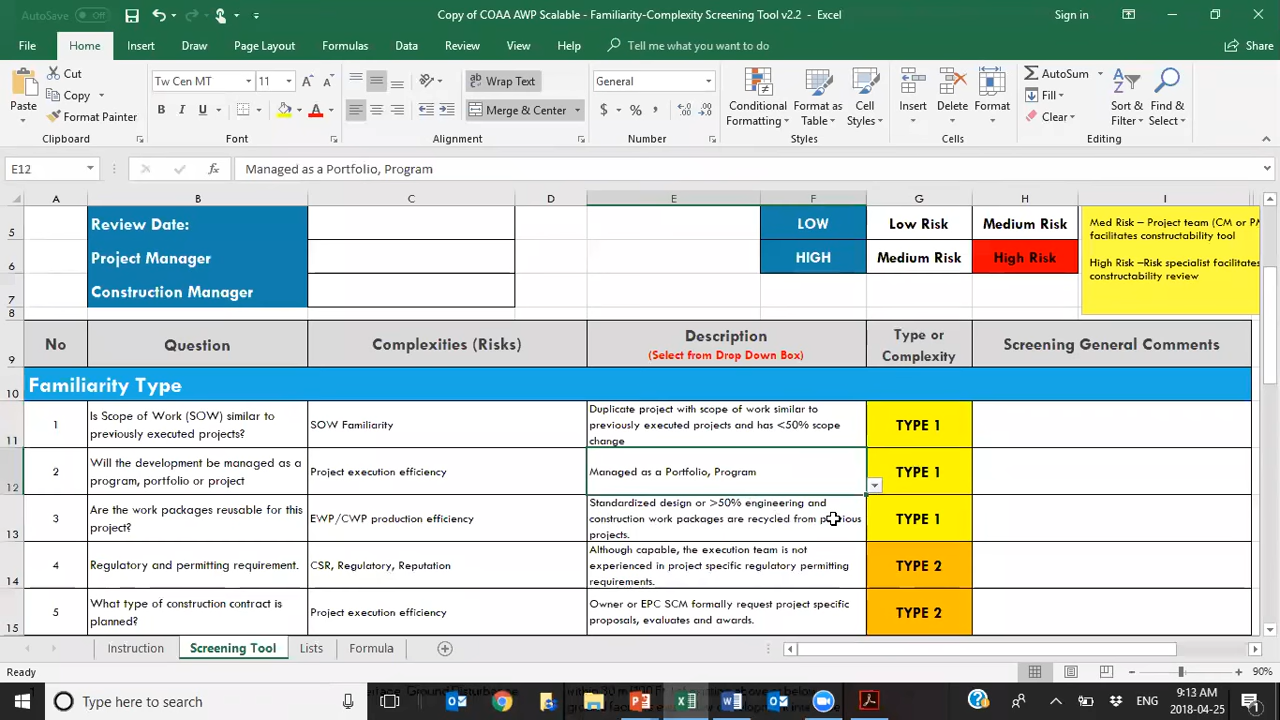 AutoSave Off
Copy of COAA AWP Scalable - Familiarity-Complexity Screening Tool v2.2 - Excel
Sign in
File Home Insert Draw Page Layout Formulas Data Review View Help Tell me what you want to do Share
Paste
Cut
Copy
Format Painter
Clipboard
Tw Cen MT 11
B I U
Font
Wrap Text
Merge & Center
Alignment
General
$ % ,
Number
Conditional Formatting
Format as Table
Cell Styles
Styles
Insert Delete Format
Cells
AutoSum
Fill
Clear
Sort & Filter
Find & Select
Editing
E12
fx
Managed as a Portfolio, Program
A B C D E F G H I
5 Review Date: LOW Low Risk Medium Risk
6 Project Manager HIGH Medium Risk High Risk
7 Construction Manager
8
Med Risk – Project team (CM or PM
facilitates constructability tool
High Risk –Risk specialist facilitates
constructability review
9 No Question Complexities (Risks) Description
(Select from Drop Down Box)
Type or
Complexity
Screening General Comments
10 Familiarity Type
11 1 Is Scope of Work (SOW) similar to
previously executed projects?
SOW Familiarity
Duplicate project with scope of work similar to
previously executed projects and has <50% scope
change
TYPE 1
12 2 Will the development be managed as a
program, portfolio or project
Project execution efficiency
Managed as a Portfolio, Program
TYPE 1
13 3 Are the work packages reusable for this
project?
EWP/CWP production efficiency
Standardized design or >50% engineering and
construction work packages are recycled from previous
projects.
TYPE 1
14 4 Regulatory and permitting requirement.
CSR, Regulatory, Reputation
Although capable, the execution team is not
experienced in project specific regulatory permitting
requirements.
TYPE 2
15 5 What type of construction contract is
planned?
Project execution efficiency
Owner or EPC SCM formally request project specific
proposals, evaluates and awards.
TYPE 2
Instruction Screening Tool Lists Formula
Ready
90%
Type here to search
ENG
9:13 AM
2018-04-25